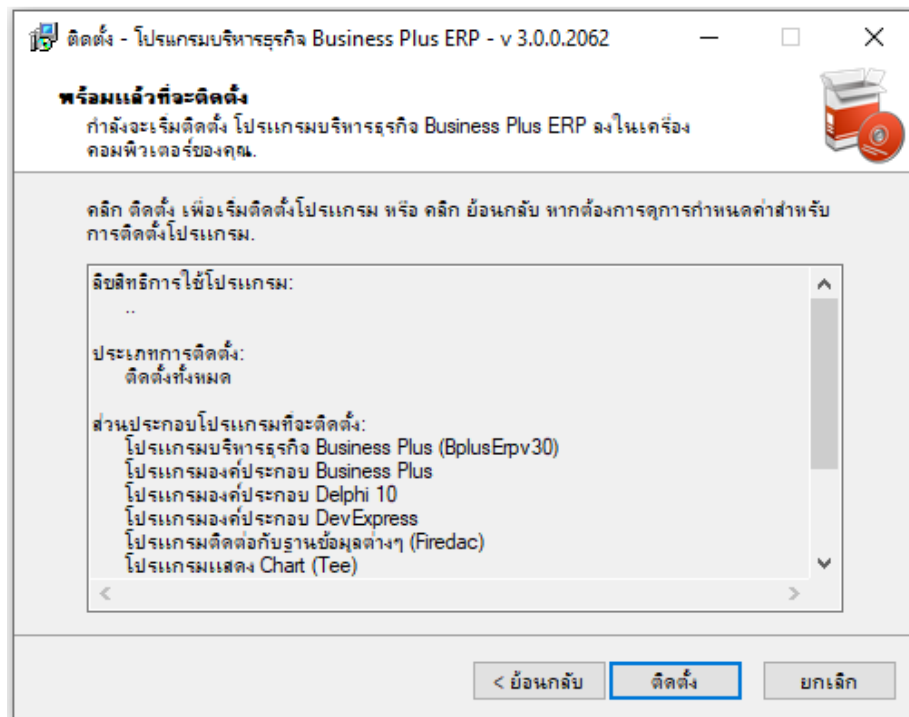 ติดตั้ง - โปรแกรมบริหารธุรกิจ Business Plus ERP - v 3.0.0.2062
พร้อมแล้วที่จะติดตั้ง
กำลังจะเริ่มติดตั้ง โปรแกรมบริหารธุรกิจ Business Plus ERP ลงในเครื่อง
คอมพิวเตอร์ของคุณ.
คลิก ติดตั้ง เพื่อเริ่มติดตั้งโปรแกรม หรือ คลิก ย้อนกลับ หากต้องการดูการกำหนดค่าสำหรับ
การติดตั้งโปรแกรม.
ลิขสิทธิการใช้โปรแกรม:
..
ประเภทการติดตั้ง:
ติดตั้งทั้งหมด
ส่วนประกอบโปรแกรมที่จะติดตั้ง:
โปรแกรมบริหารธุรกิจ Business Plus (BplusErpv30)
โปรแกรมองค์ประกอบ Business Plus
โปรแกรมองค์ประกอบ Delphi 10
โปรแกรมองค์ประกอบ DevExpress
โปรแกรมติดต่อกับฐานข้อมูลต่างๆ (Firedac)
โปรแกรมแสดง Chart (Tee)
< ย้อนกลับ
ติดตั้ง
ยกเลิก